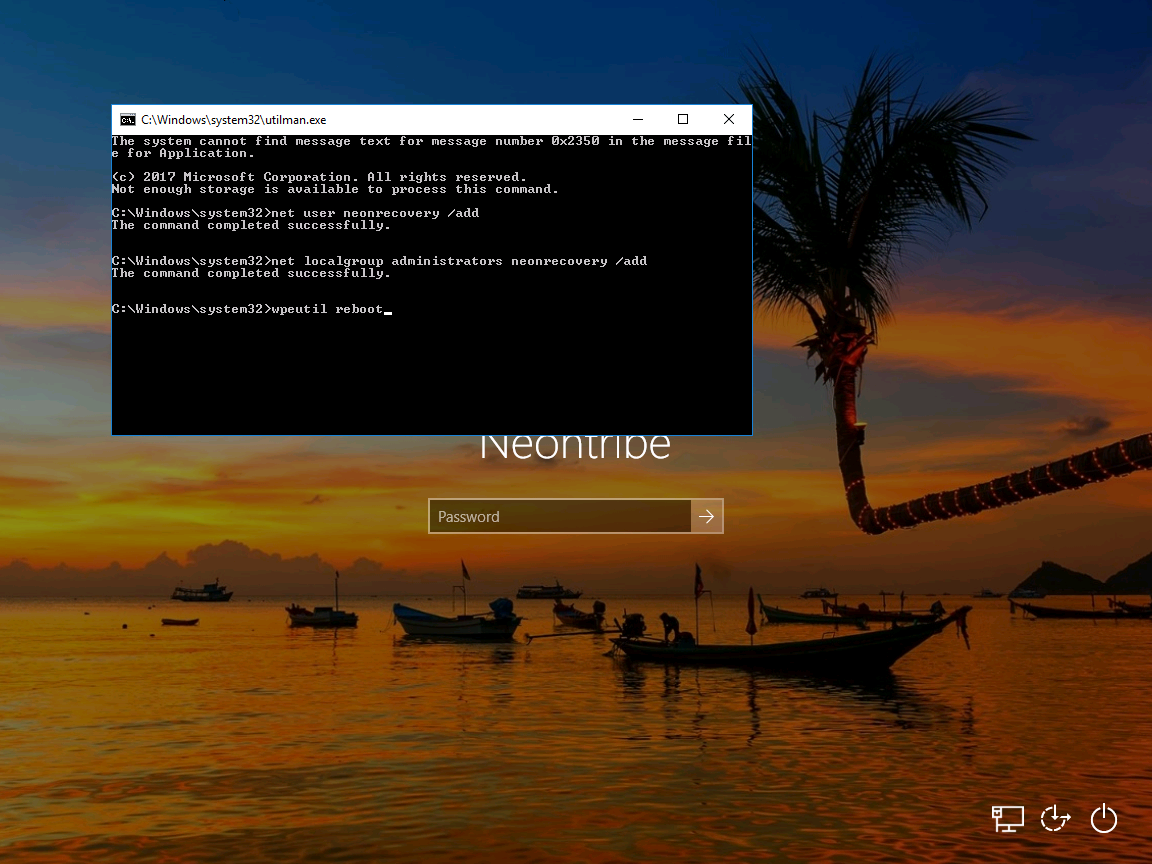 C:\Windows\system32\utilman.exe
The system cannot find message text for message number 0x2350 in the message fil
e for Application.
(c) 2017 Microsoft Corporation. All rights reserved.
Not enough storage is available to process this command.
C:\Windows\system32>net user neonrecovery /add
The command completed successfully.
C:\Windows\system32>net localgroup administrators neonrecovery /add
The command completed successfully.
C:\Windows\system32>wpeutil reboot
Neontribe
Password